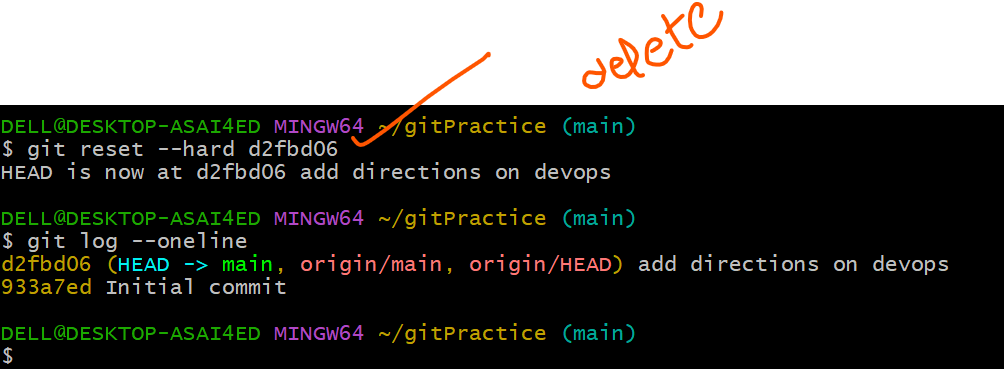 delete
DELL@DESKTOP-ASAI4ED MINGW64 ~/gitPractice (main)
$ git reset --hard d2fbd06
HEAD is now at d2fbd06 add directions on devops
DELL@DESKTOP-ASAI4ED MINGW64 ~/gitPractice (main)
$ git log --oneline
d2fbd06 (HEAD -> main, origin/main, origin/HEAD) add directions on devops
933a7ed Initial commit
DELL@DESKTOP-ASAI4ED MINGW64 ~/gitPractice (main)
$